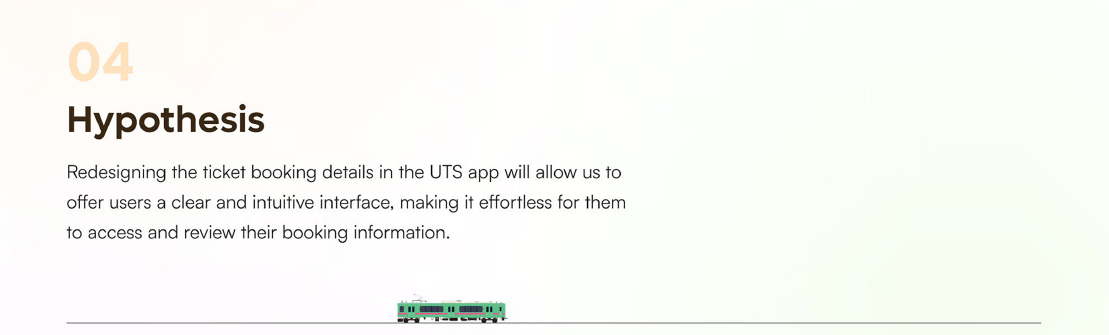 04
Hypothesis
Redesigning the ticket booking details in the UTS app will allow us to
offer users a clear and intuitive interface, making it effortless for them
to access and review their booking information.